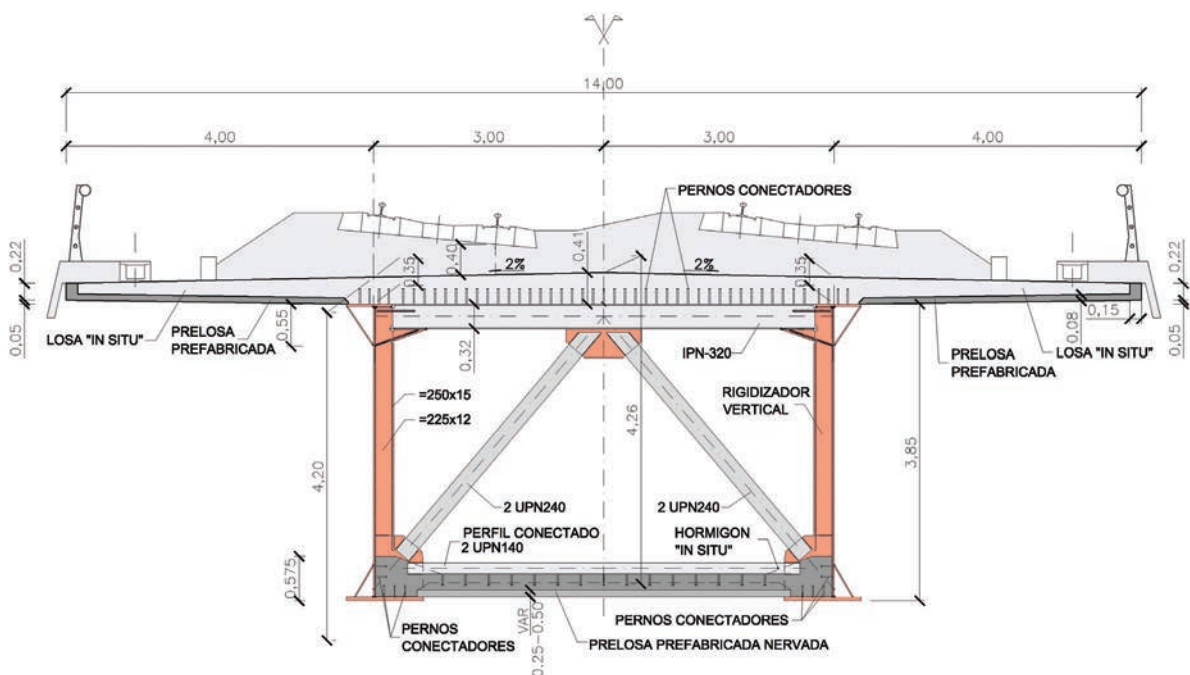 14,00
4,00
3,00
3,00
4,00
PERNOS CONECTADORES
0,22
0,05
0,35
0,40
2%
0,41
2%
0,35
0,22
0,05
0,15
0,08
LOSA "IN SITU"
PRELOSA
PREFABRICADA
0,55
0,32
IPN-320
PRELOSA
PREFABRICADA
LOSA "IN SITU"
=250x15
=225x12
RIGIDIZADOR
VERTICAL
4,26
4,20
3,85
2 UPN240
2 UPN240
PERFIL CONECTADO
2 UPN140
HORMIGON
"IN SITU"
0,575
PERNOS
CONECTADORES
VAR
0.25-0.50
PERNOS CONECTADORES
PRELOSA PREFABRICADA NERVADA